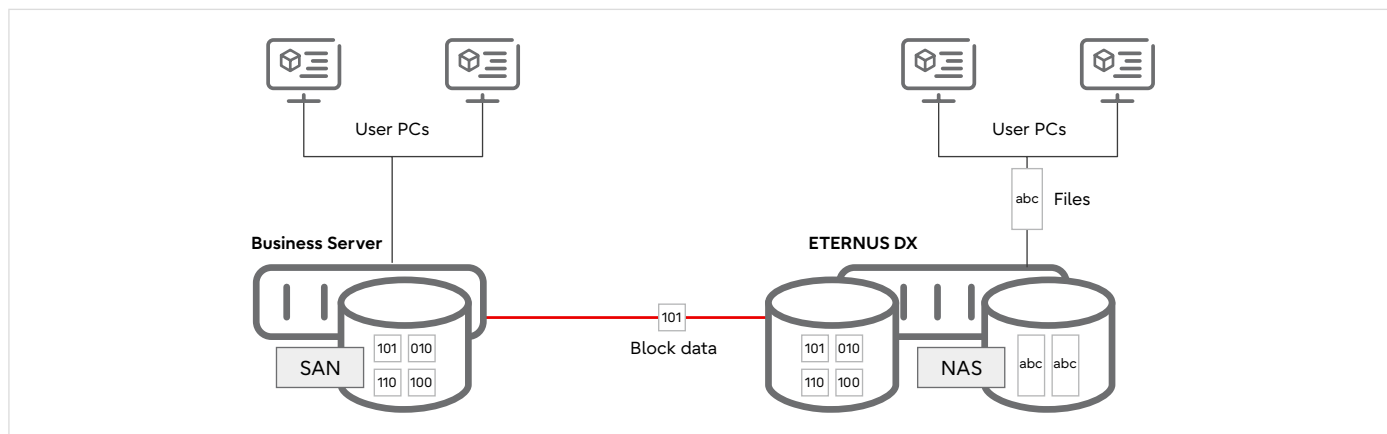 User PCs
User PCs
abc
Files
Business Server
ETERNUS DX
101
Block data
101 010
110 100
SAN
101 010
110 100
NAS
abc abc